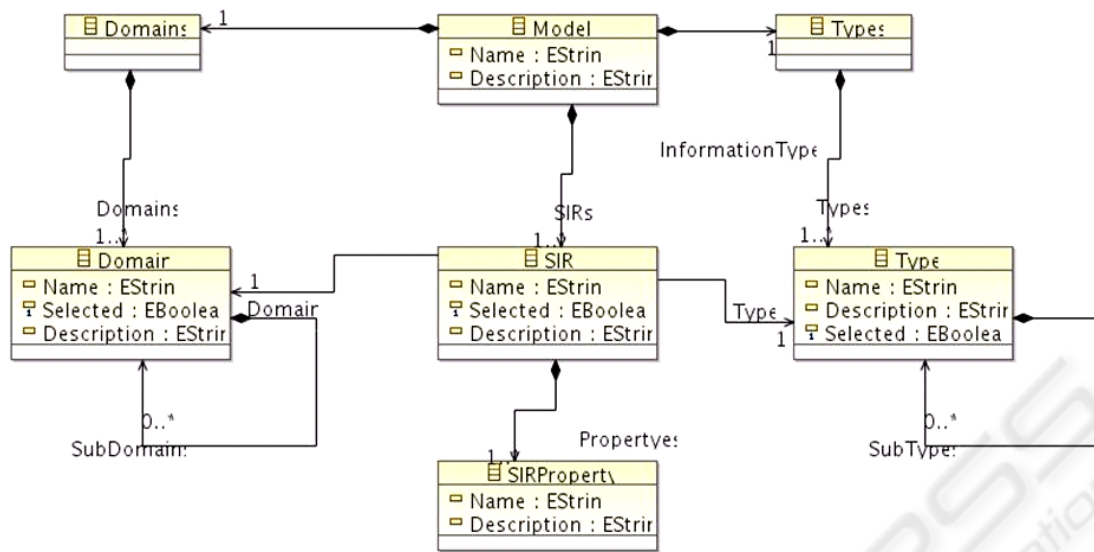 Domains
1
Model
Name : EStrin
Description : EStrin
1
Types
InformationType
Domains
1..*
SIRs
1..
Types
1..*
Domain
Name : EStrin
Selected : EBoolea
Description : EStrin
1
Domain
SIR
Name : EStrin
Selected : EBoolea
Description : EStrin
Type
1
Type
Name : EStrin
Description : EStrin
Selected : EBoolea
0..*
SubDomains
Propertyes
1..
0..*
SubTypes
SIRProperty
Name : EStrin
Description : EStrin